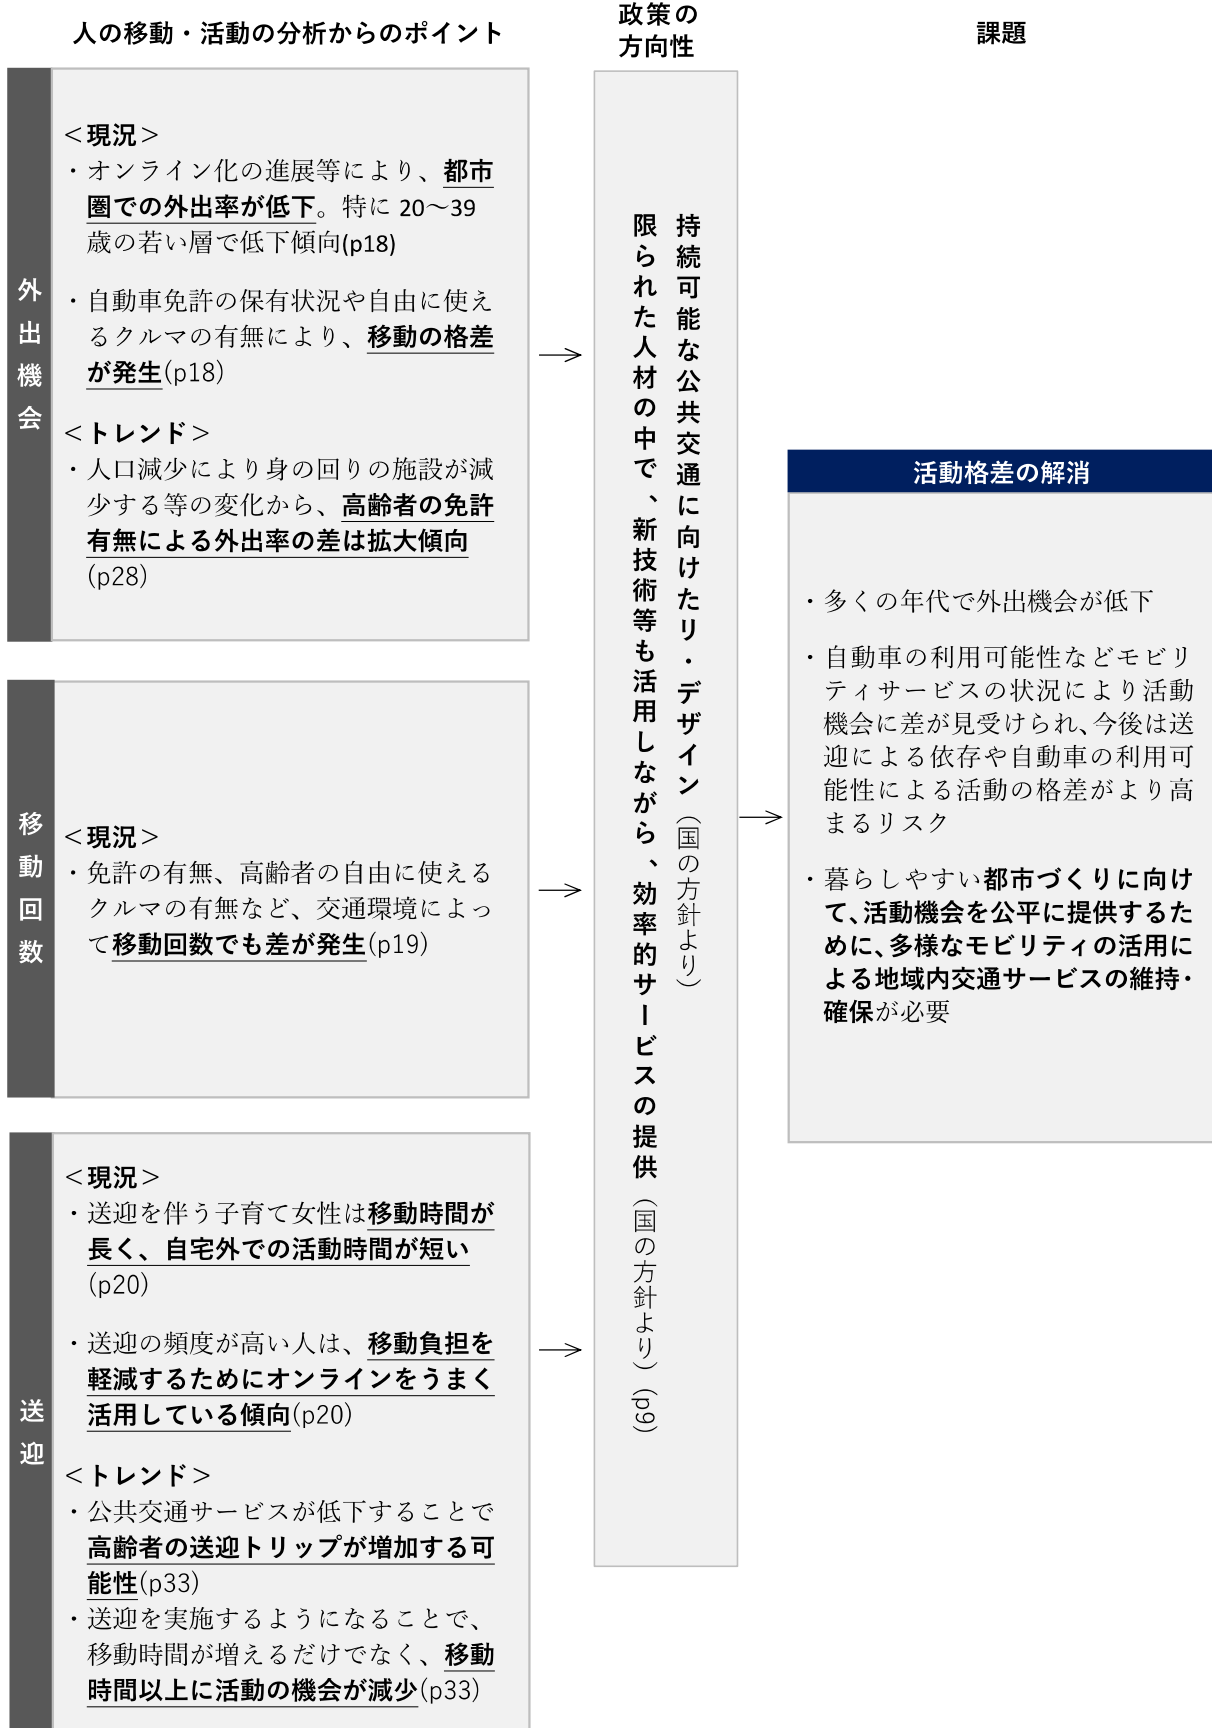 人の移動・活動の分析からのポイント
政策の
方向性
課題
外出機会
＜現況＞
・オンライン化の進展等により、都市
圏での外出率が低下。特に 20～39
歳の若い層で低下傾向(p18)
・自動車免許の保有状況や自由に使え
るクルマの有無により、移動の格差
が発生(p18)
＜トレンド＞
・人口減少により身の回りの施設が減
少する等の変化から、高齢者の免許
有無による外出率の差は拡大傾向
(p28)
移動回数
＜現況＞
・免許の有無、高齢者の自由に使える
クルマの有無など、交通環境によっ
て移動回数でも差が発生(p19)
送迎
＜現況＞
・送迎を伴う子育て女性は移動時間が
長く、自宅外での活動時間が短い
(p20)
・送迎の頻度が高い人は、移動負担を
軽減するためにオンラインをうまく
活用している傾向(p20)
＜トレンド＞
・公共交通サービスが低下することで
高齢者の送迎トリップが増加する可
能性(p33)
・送迎を実施するようになることで、
移動時間が増えるだけでなく、移動
時間以上に活動の機会が減少(p33)
持続可能な公共交通に向けたリ・デザイン（国の方針より）
限られた人材の中で、新技術等も活用しながら、効率的サービスの提供（国の方針より）(p9)
活動格差の解消
・多くの年代で外出機会が低下
・自動車の利用可能性などモビリ
ティサービスの状況により活動
機会に差が見受けられ、今後は送
迎による依存や自動車の利用可
能性による活動の格差がより高
まるリスク
・暮らしやすい都市づくりに向け
て、活動機会を公平に提供するた
めに、多様なモビリティの活用に
よる地域内交通サービスの維持・
確保が必要